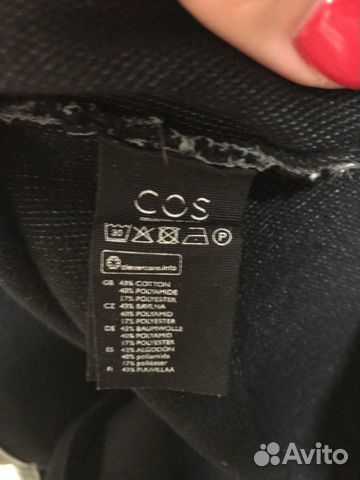 COS
30 P
clevercare.info
GB 43% COTTON
40% POLYAMIDE
17% POLYESTER
CZ 43% BAVLNA
40% POLYAMID
17% POLYESTER
DE 43% BAUMWOLLE
40% POLYAMID
17% POLYESTER
ES 43% ALGODÓN
40% poliamida
17% poliéster
FI 43% PUUVILLAA
Avito